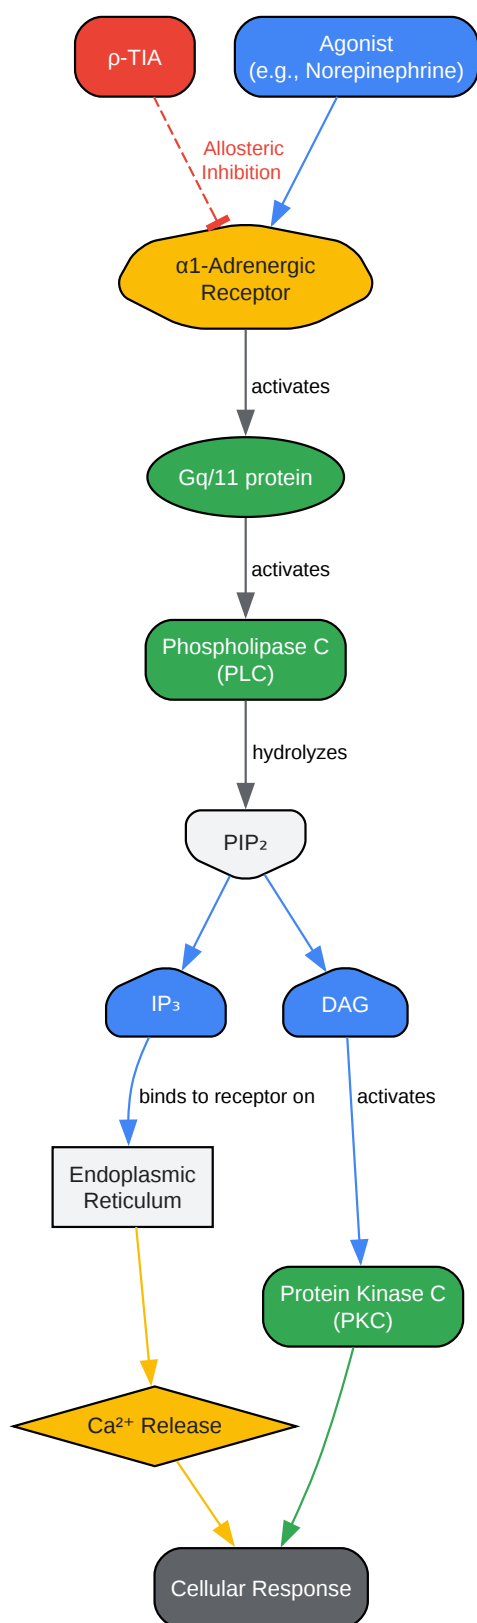 ρ-TIA
Agonist
(e.g., Norepinephrine)
Allosteric
Inhibition
α1-Adrenergic
Receptor
activates
Gq/11 protein
activates
Phospholipase C
(PLC)
hydrolyzes
PIP₂
IP₃
DAG
binds to receptor on
activates
Endoplasmic
Reticulum
Protein Kinase C
(PKC)
Ca²⁺ Release
Cellular Response